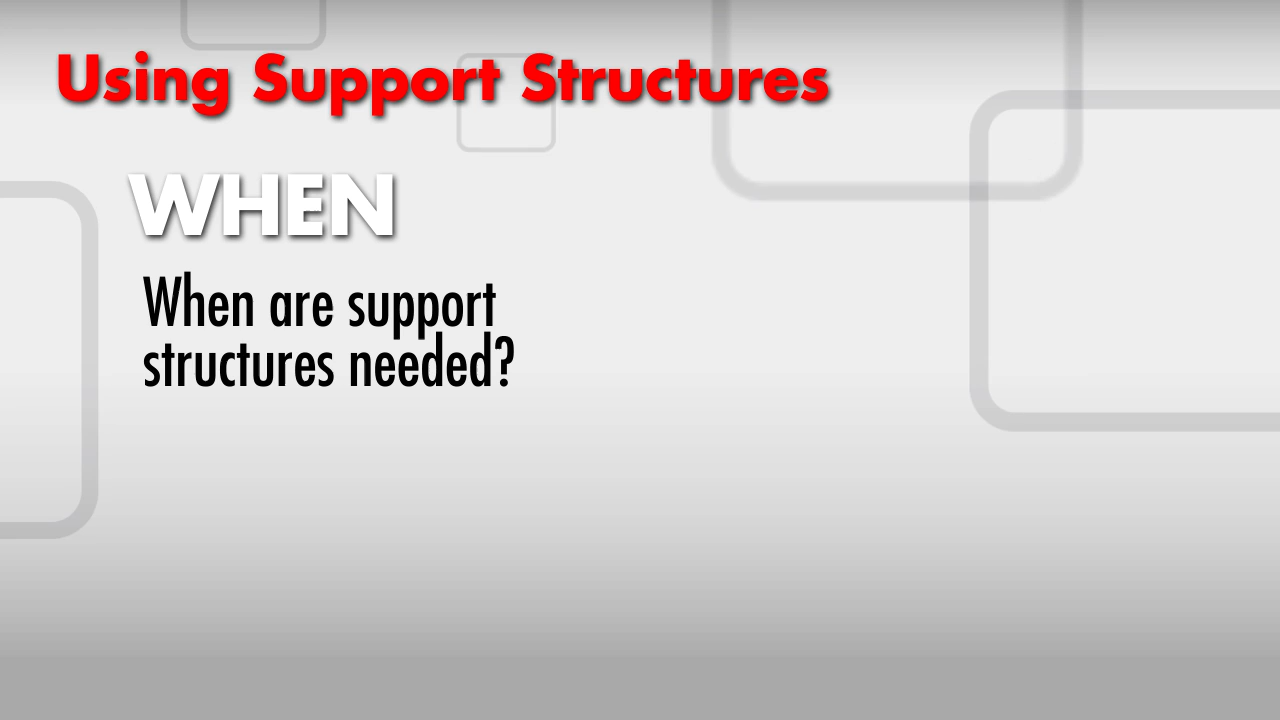 Using Support Structures
WHEN
When are support
structures needed?